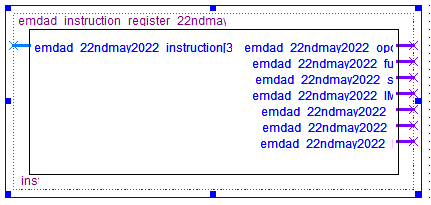 emdad_instruction_register_22ndmay
emdad_22ndmay2022_instruction[3 emdad_22ndmay2022_opc
emdad_22ndmay2022_fu
emdad_22ndmay2022_s
emdad_22ndmay2022_IM
emdad_22ndmay2022
emdad_22ndmay2022
emdad_22ndmay2022
inst